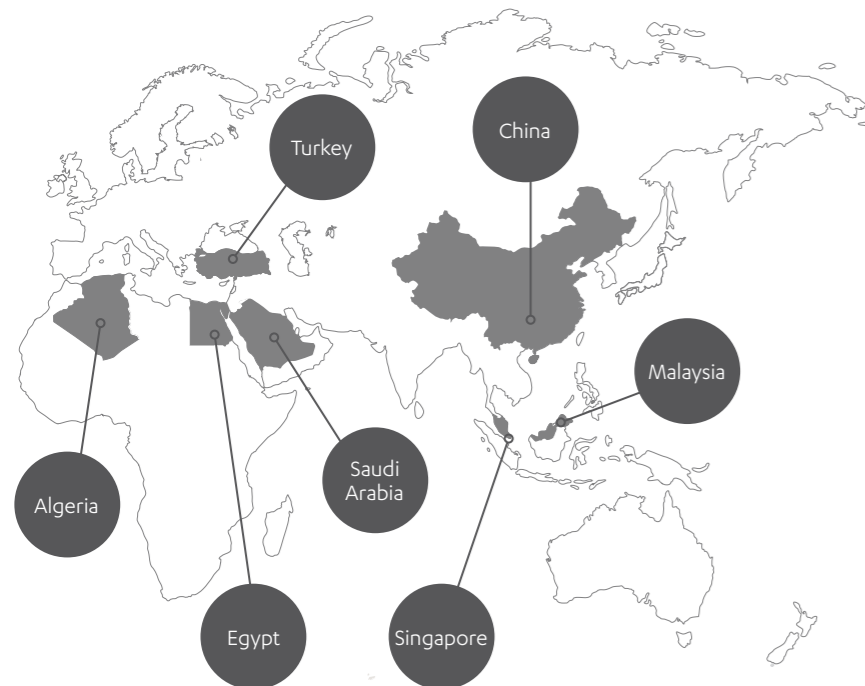 China
Turkey
Malaysia
Saudi
Arabia
Algeria
Egypt
Singapore